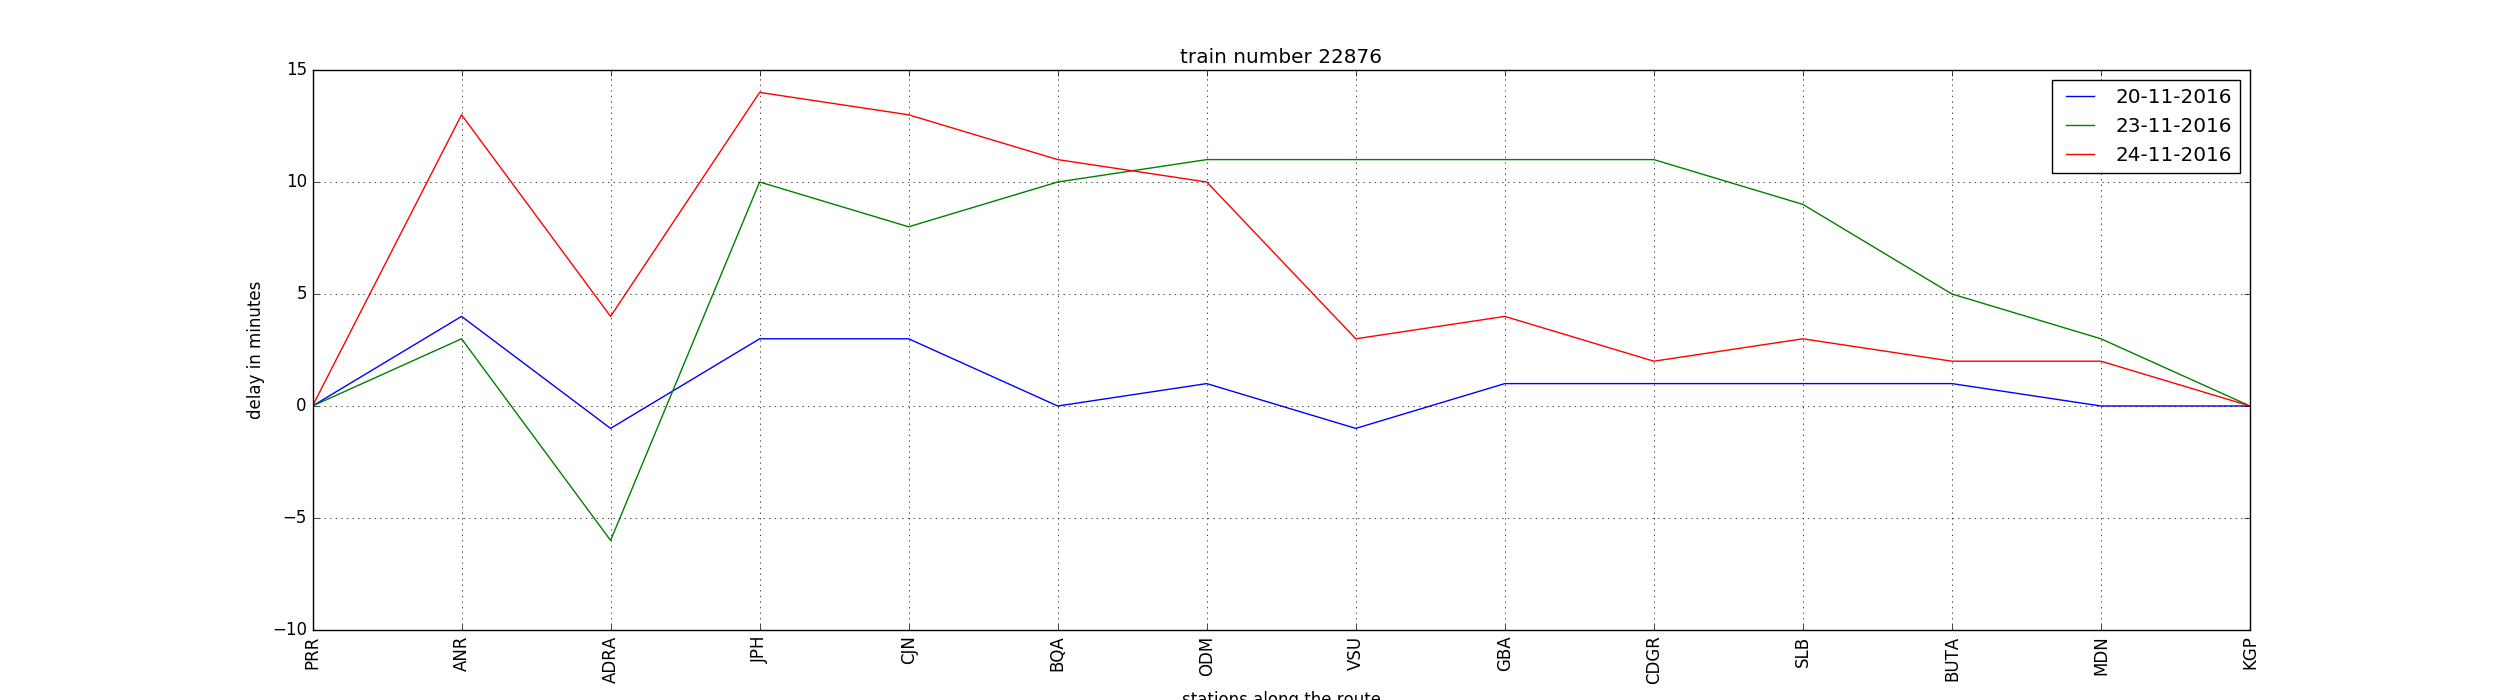 train number 22876
15
10
5
0
−5
−10
delay in minutes
20-11-2016
23-11-2016
24-11-2016
PRR
ANR
ADRA
JPH
CJN
BQA
ODM
VSU
GBA
CDGR
SLB
BUTA
MDN
KGP
stations along the route